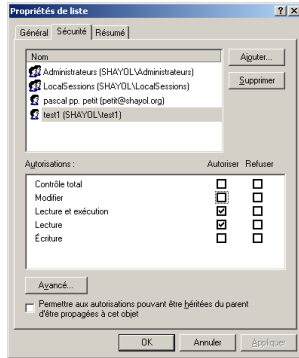 Propriétés de liste
Général Sécurité Résumé
Nom
Administrateurs (SHAYOL\Administrateurs)
LocalSessions (SHAYOL\LocalSessions)
pascal pp. petit (petit@shayol.org)
test1 (SHAYOL\test1)
Ajouter...
Supprimer
Autorisations : Autoriser Refuser
Contrôle total
Modifier
Lecture et exécution
Lecture
Écriture
Avancé...
Permettre aux autorisations pouvant être héritées du parent
d'être propagées à cet objet
OK Annuler Appliquer